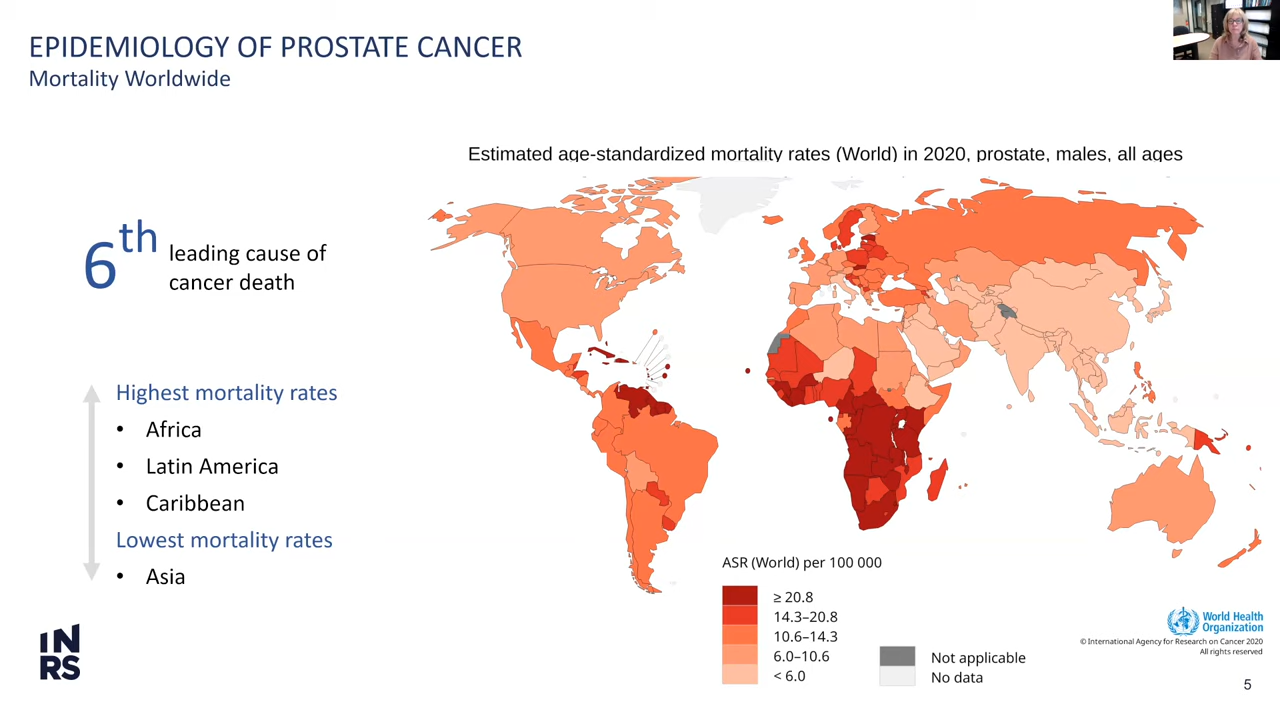 EPIDEMIOLOGY OF PROSTATE CANCER
Mortality Worldwide
Estimated age-standardized mortality rates (World) in 2020, prostate, males, all ages
6th leading cause of
cancer death
Highest mortality rates
• Africa
• Latin America
• Caribbean
Lowest mortality rates
• Asia
ASR (World) per 100 000
≥ 20.8
14.3–20.8
10.6–14.3
6.0–10.6
< 6.0
Not applicable
No data
World Health
Organization
© International Agency for Research on Cancer 2020
All rights reserved
IN
RS
5